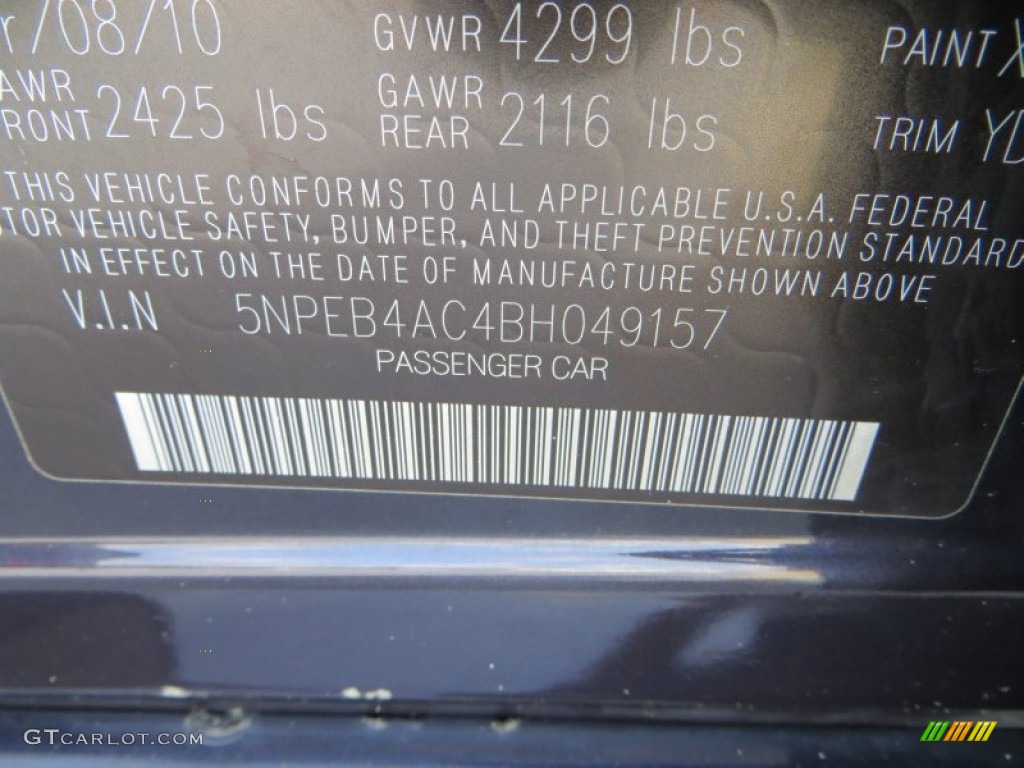 /08/10 GVWR 4299 lbs PAINT X
AWR FRONT 2425 lbs GAWR REAR 2116 lbs TRIM YD
THIS VEHICLE CONFORMS TO ALL APPLICABLE U.S.A. FEDERAL
TOR VEHICLE SAFETY, BUMPER, AND THEFT PREVENTION STANDARD
IN EFFECT ON THE DATE OF MANUFACTURE SHOWN ABOVE
V.I.N 5NPEB4AC4BH049157
PASSENGER CAR
GTCARLOT.COM